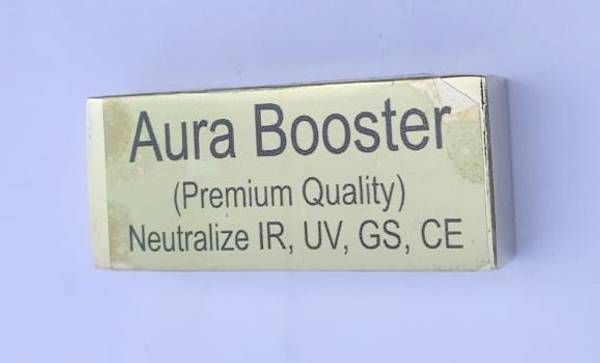 Aura Booster
(Premium Quality)
Neutralize IR, UV, GS, CE